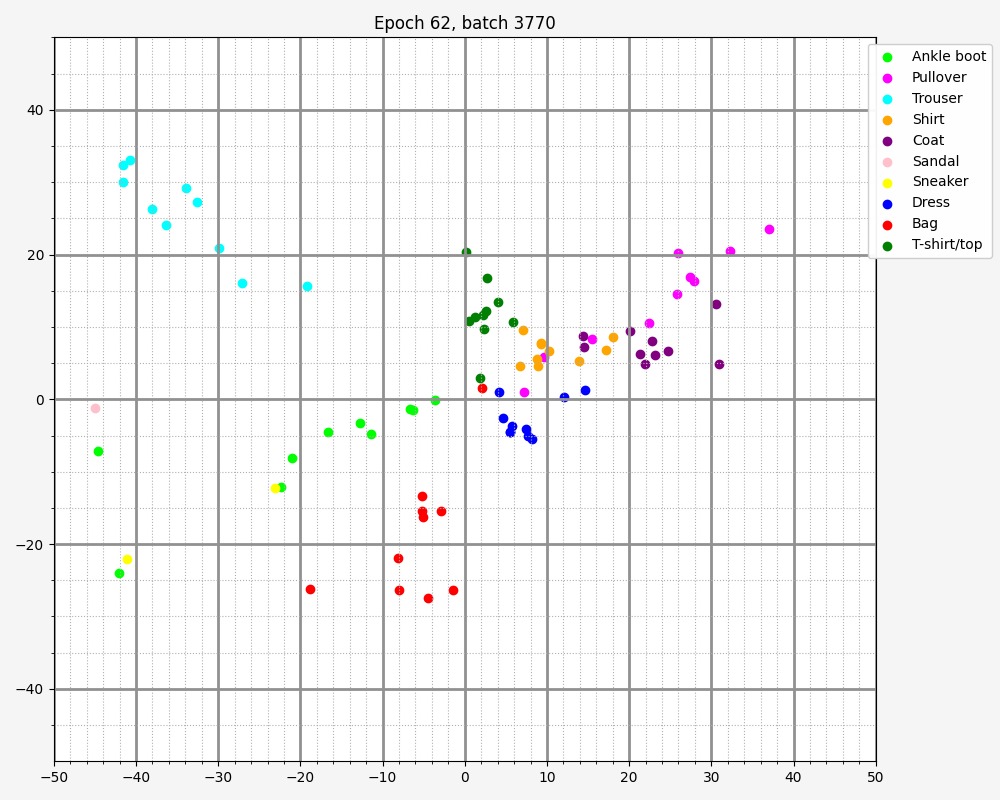 Epoch 62, batch 3770
Ankle boot
Pullover
Trouser
Shirt
Coat
Sandal
Sneaker
Dress
Bag
T-shirt/top
40
20
0
−20
−40
−50 −40 −30 −20 −10 0 10 20 30 40 50